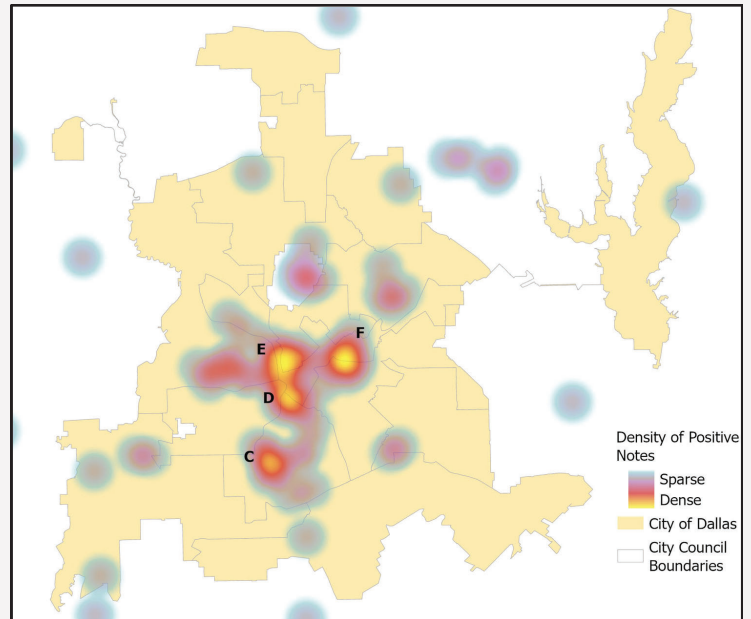 F
E
D
C
Density of Positive
Notes
Sparse
Dense
City of Dallas
City Council
Boundaries